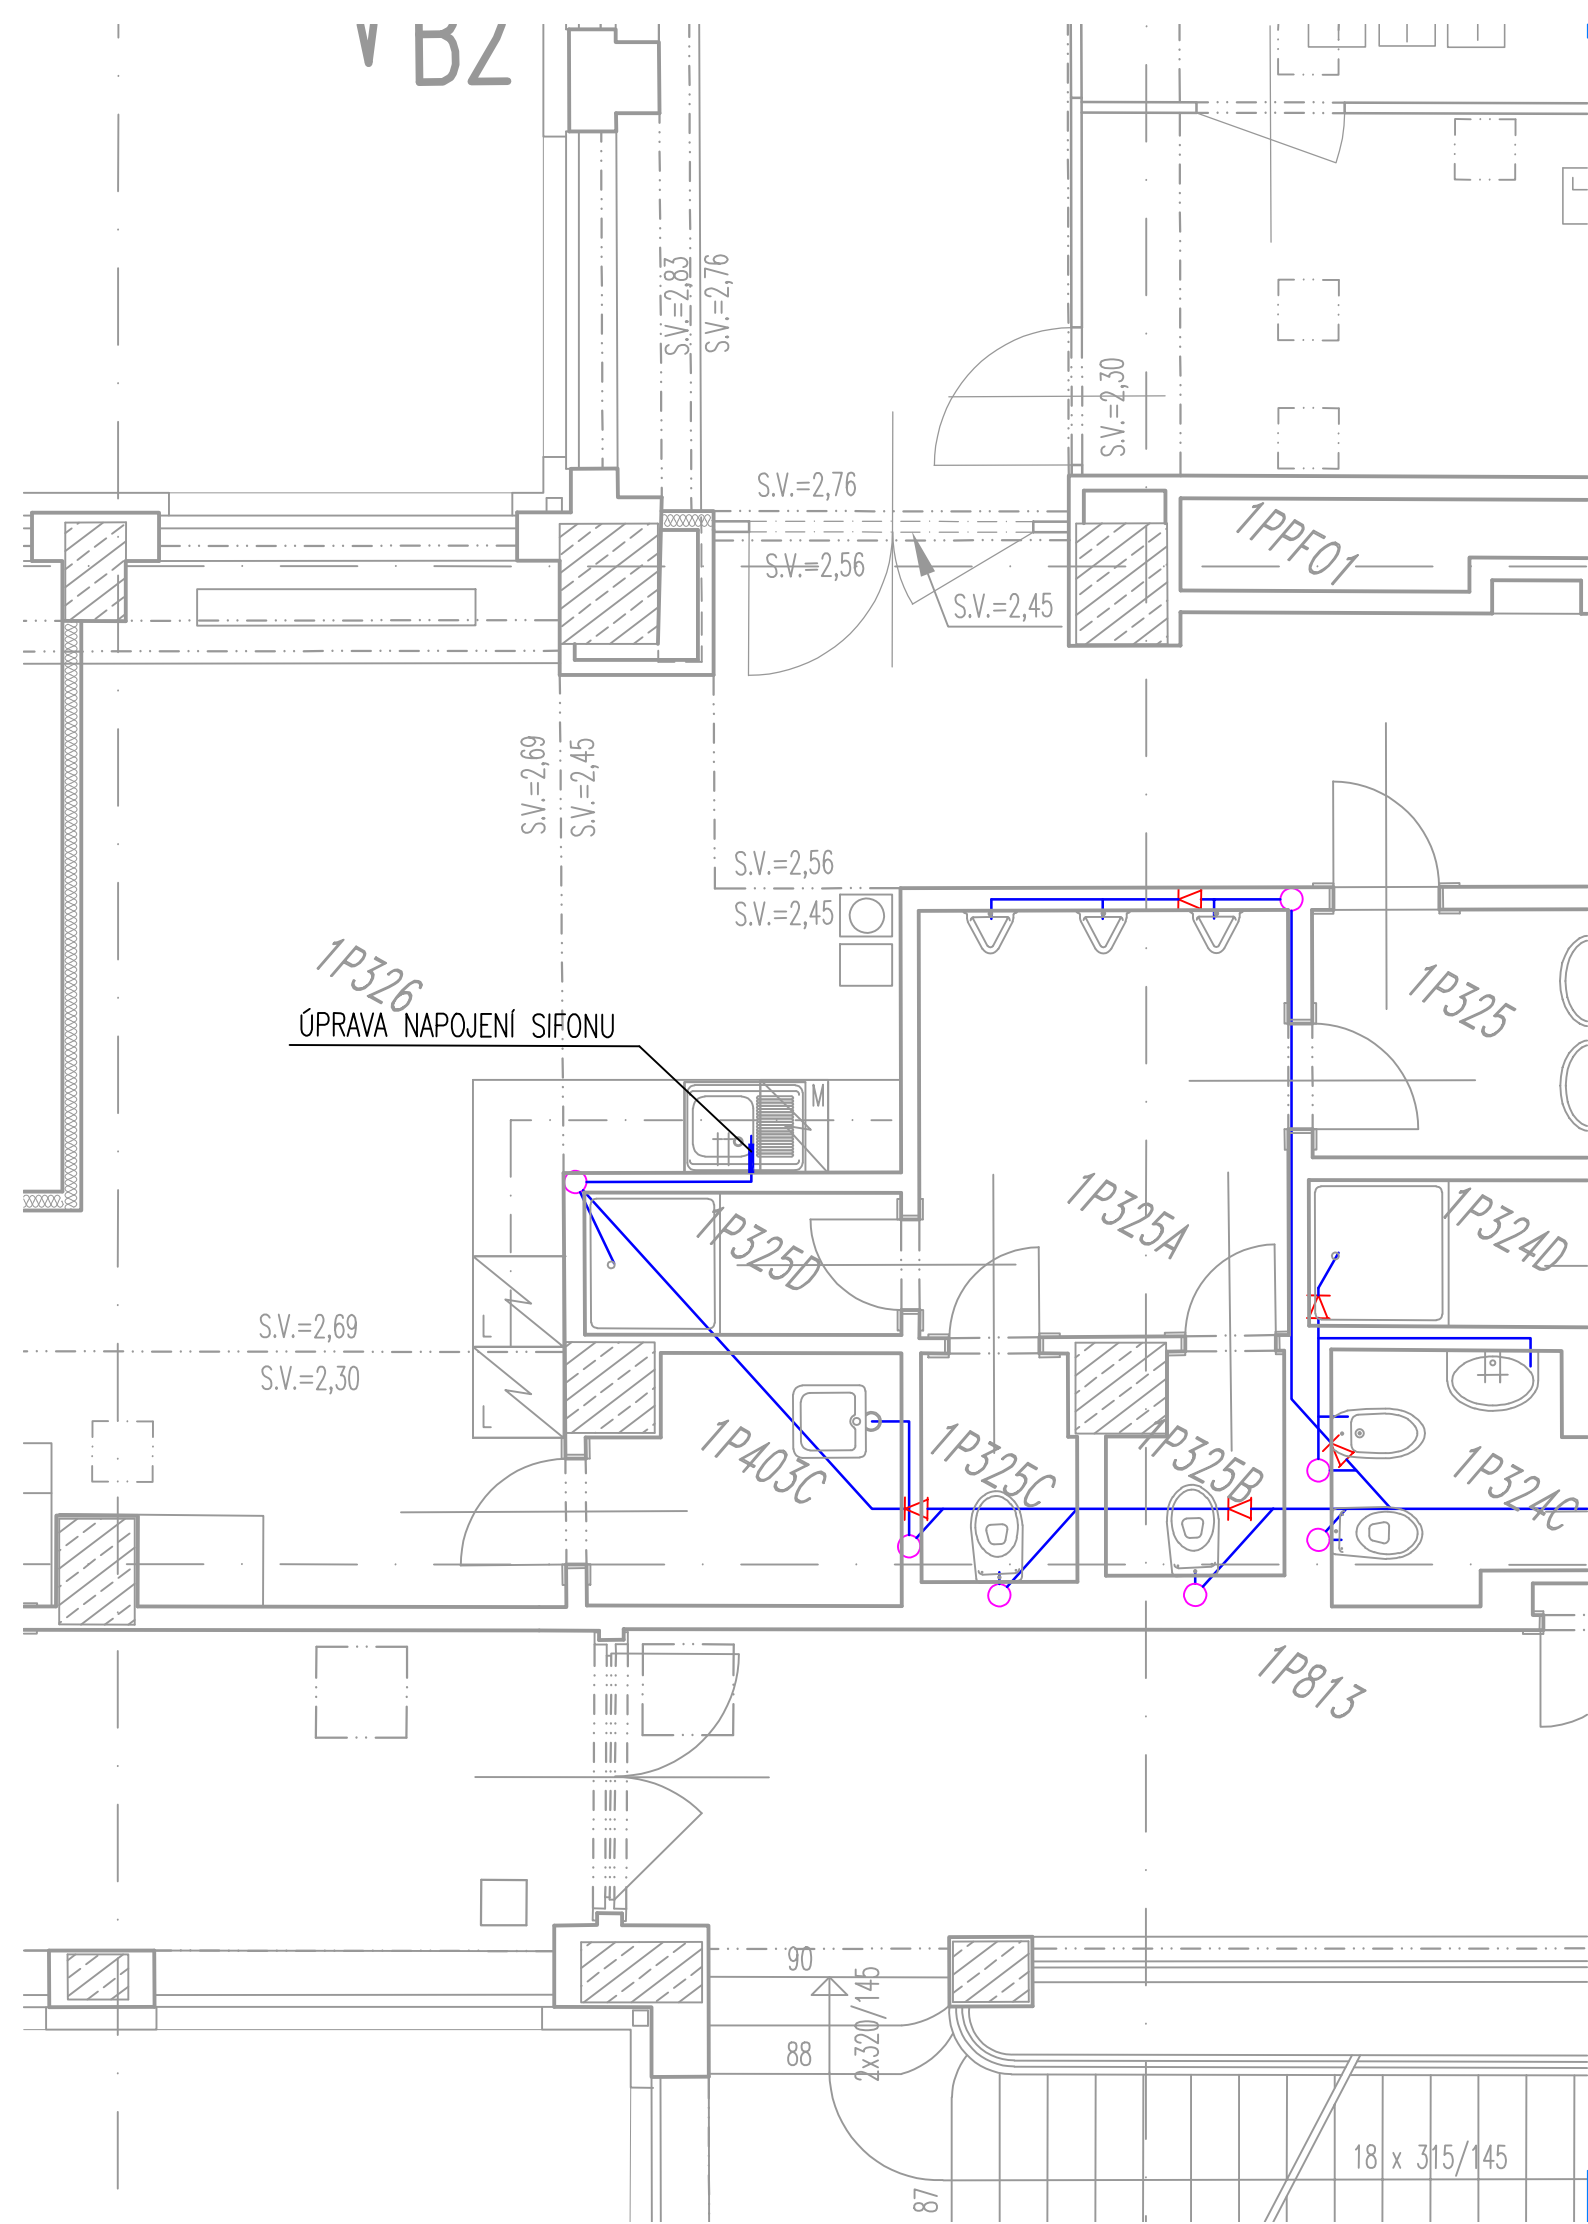 B2
S.V.=2,83
S.V.=2,76
S.V.=2,30
S.V.=2,76
S.V.=2,56
S.V.=2,45
1PPF01
S.V.=2,69
S.V.=2,45
S.V.=2,56
S.V.=2,45
1P326
1P325
ÚPRAVA NAPOJENÍ SIFONU
M
1P325A
1P325D
1P324D
S.V.=2,69
S.V.=2,30
L
L
1P403C
1P325C
1P325B
1P324C
1P813
90
2x320/145
88
18 x 315/145
87